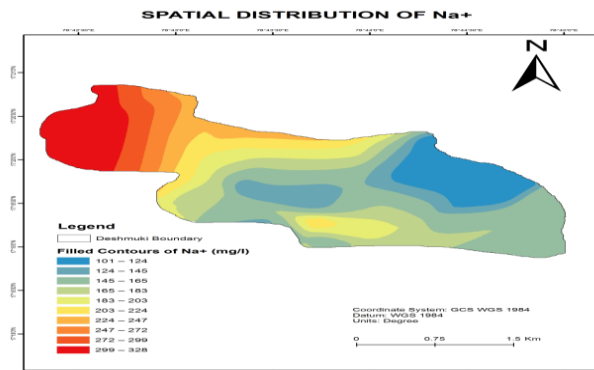 SPATIAL DISTRIBUTION OF Na+
N
Legend
Deshmuki Boundary
Filled Contours of Na+ (mg/l)
101 – 124
124 – 145
145 – 165
165 – 183
183 – 203
203 – 224
224 – 247
247 – 272
272 – 299
299 – 328
Coordinate System: GCS WGS 1984
Datum: WGS 1984
Units: Degree
0 0.75 1.5 Km